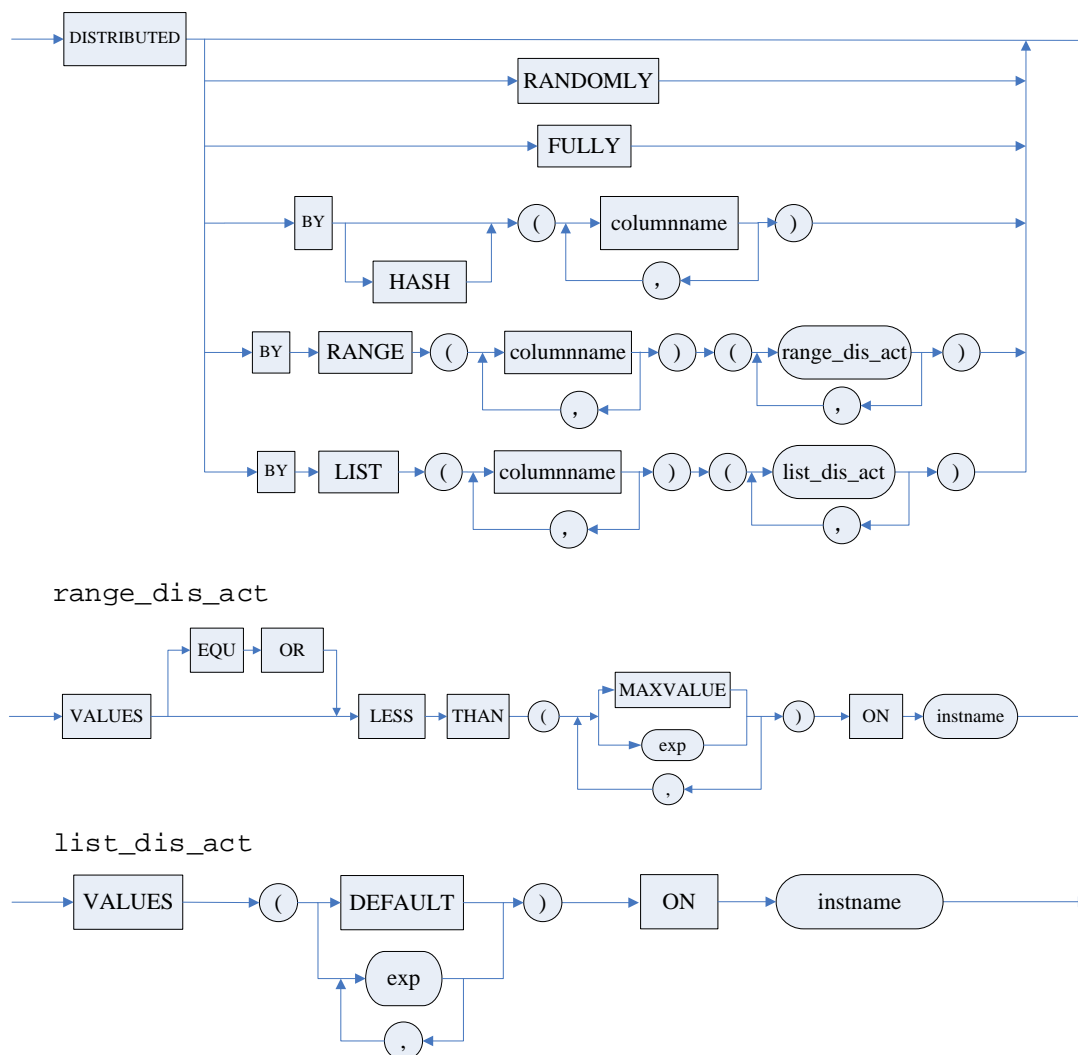 DISTRIBUTED
RANDOMLY
FULLY
BY ( columnname )
HASH ,
BY RANGE ( columnname ) ( range_dis_act )
, ,
BY LIST ( columnname ) ( list_dis_act )
, ,
range_dis_act
EQU OR
MAXVALUE
VALUES LESS THAN ( ) ON instname
exp
,
list_dis_act
VALUES ( DEFAULT ) ON instname
exp
,